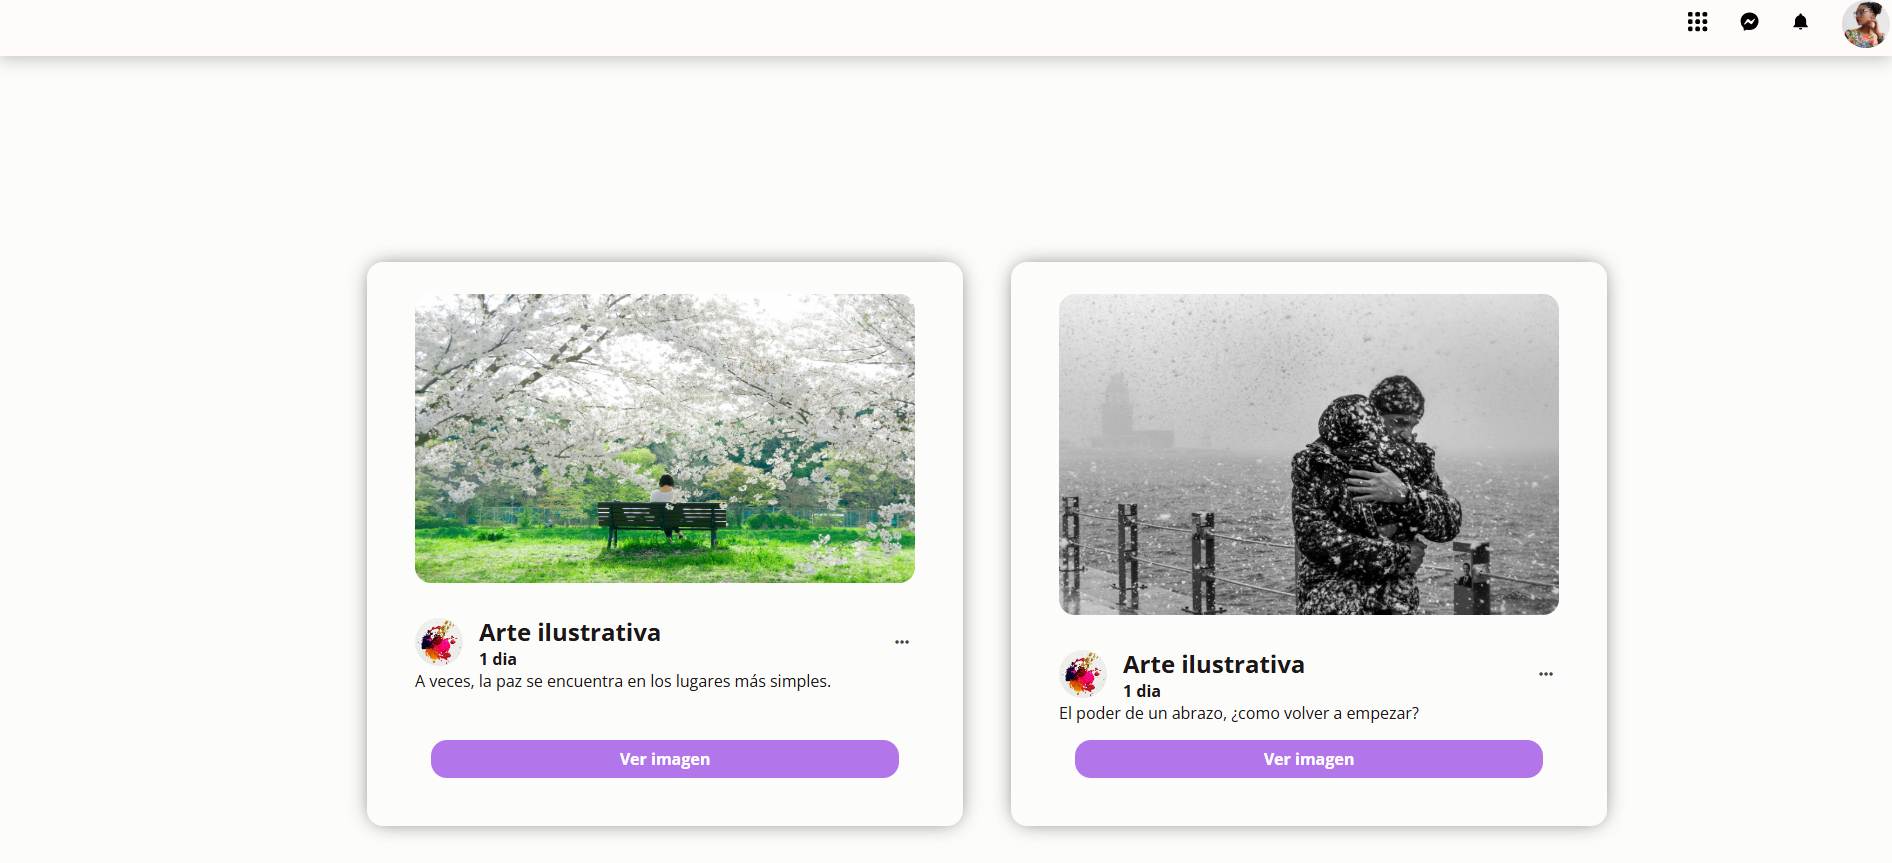 Arte ilustrativa
1 dia
A veces, la paz se encuentra en los lugares más simples.
Ver imagen
Arte ilustrativa
1 dia
El poder de un abrazo, ¿como volver a empezar?
Ver imagen